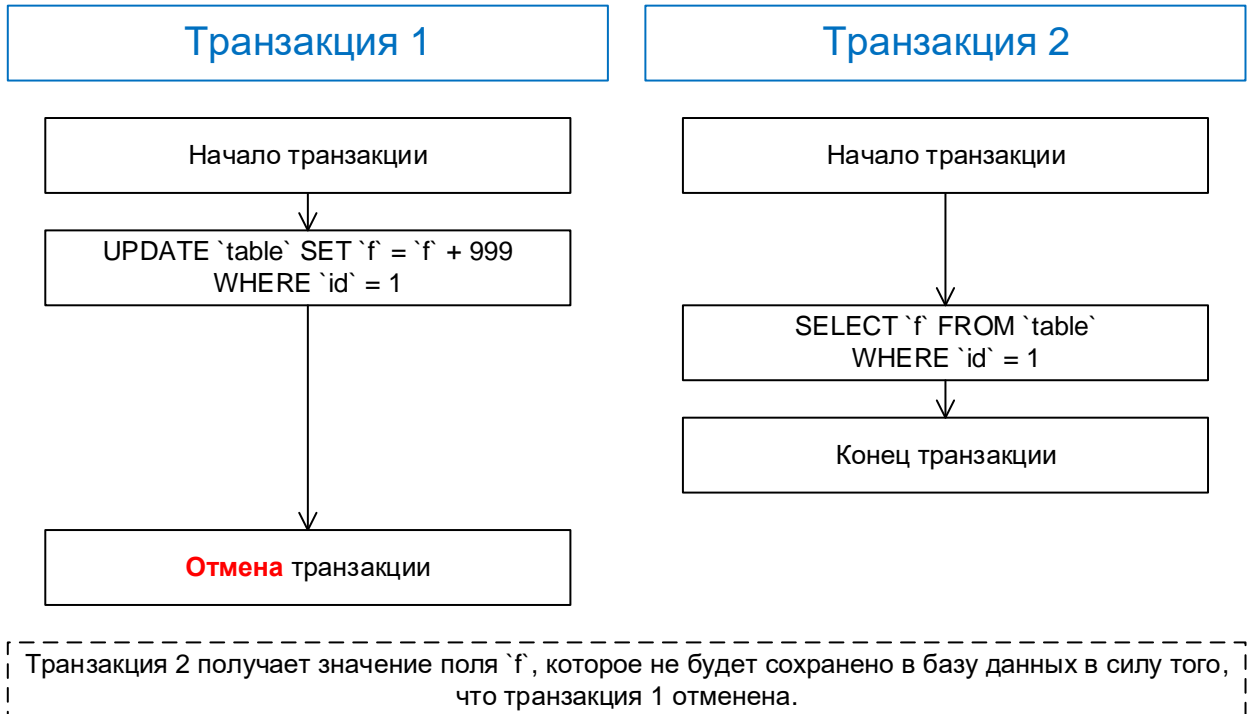 Транзакция 1
Транзакция 2
Начало транзакции
Начало транзакции
UPDATE `table` SET `f` = `f` + 999
WHERE `id` = 1
SELECT `f` FROM `table`
WHERE `id` = 1
Конец транзакции
Отмена транзакции
Транзакция 2 получает значение поля `f`, которое не будет сохранено в базу данных в силу того,
что транзакция 1 отменена.